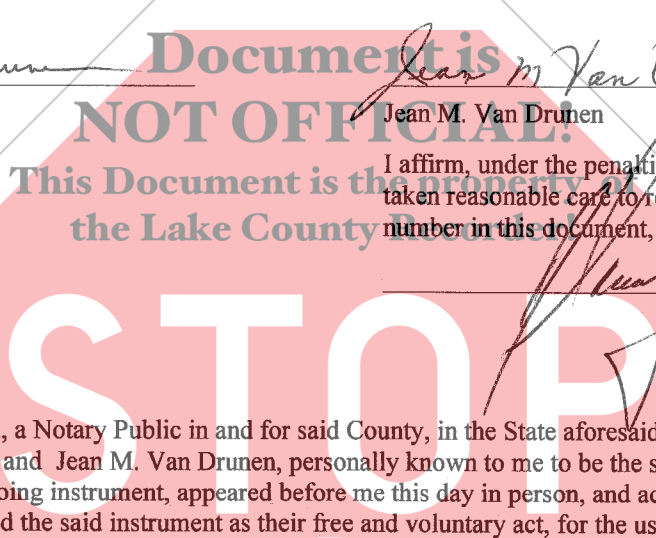 Document is
NOT OFFICIAL!
This Document is the property of
the Lake County Recorder!
STOP
Jean M Van
Jean M. Van Drunen
I affirm, under the penalti
taken reasonable care to r
number in this document,
, a Notary Public in and for said County, in the State aforesaid
and Jean M. Van Drunen, personally known to me to be the s
oing instrument, appeared before me this day in person, and ac
d the said instrument as their free and voluntary act, for the us